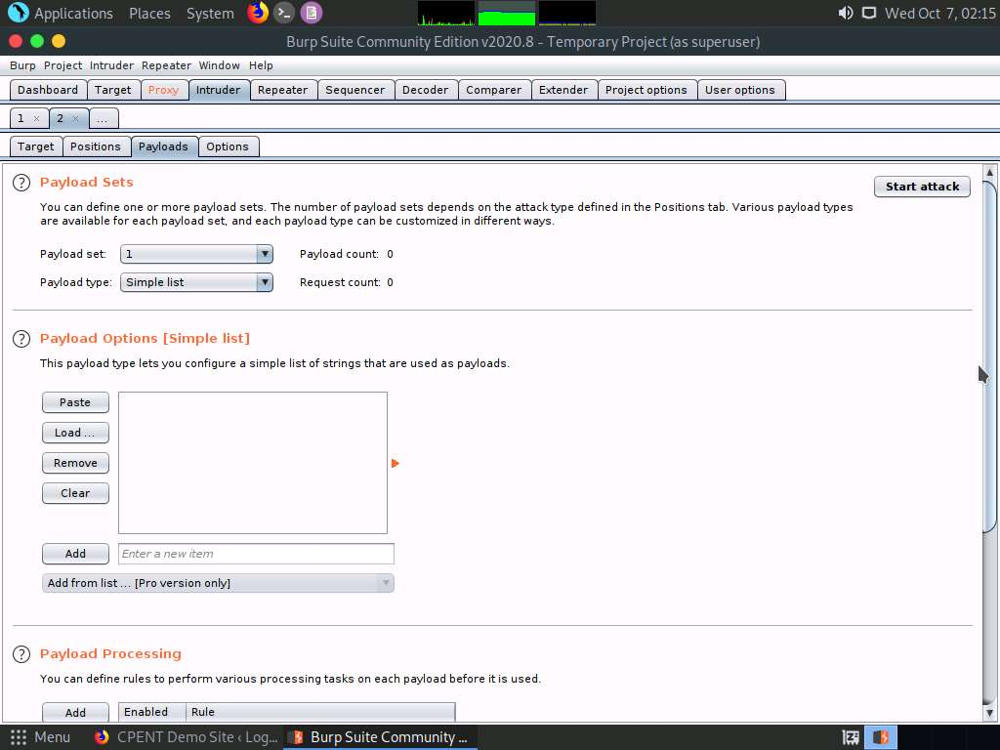 Applications Places System Wed Oct 7, 02:15
Burp Suite Community Edition v2020.8 - Temporary Project (as superuser)
Burp Project Intruder Repeater Window Help
Dashboard Target Proxy Intruder Repeater Sequencer Decoder Comparer Extender Project options User options
1 × 2 × ...
Target Positions Payloads Options
? Payload Sets
Start attack
You can define one or more payload sets. The number of payload sets depends on the attack type defined in the Positions tab. Various payload types
are available for each payload set, and each payload type can be customized in different ways.
Payload set: 1 Payload count: 0
Payload type: Simple list Request count: 0
? Payload Options [Simple list]
This payload type lets you configure a simple list of strings that are used as payloads.
Paste
Load ...
Remove
Clear
Add Enter a new item
Add from list ... [Pro version only]
? Payload Processing
You can define rules to perform various processing tasks on each payload before it is used.
Add Enabled Rule
Menu CPENT Demo Site ‹ Log... Burp Suite Community ...